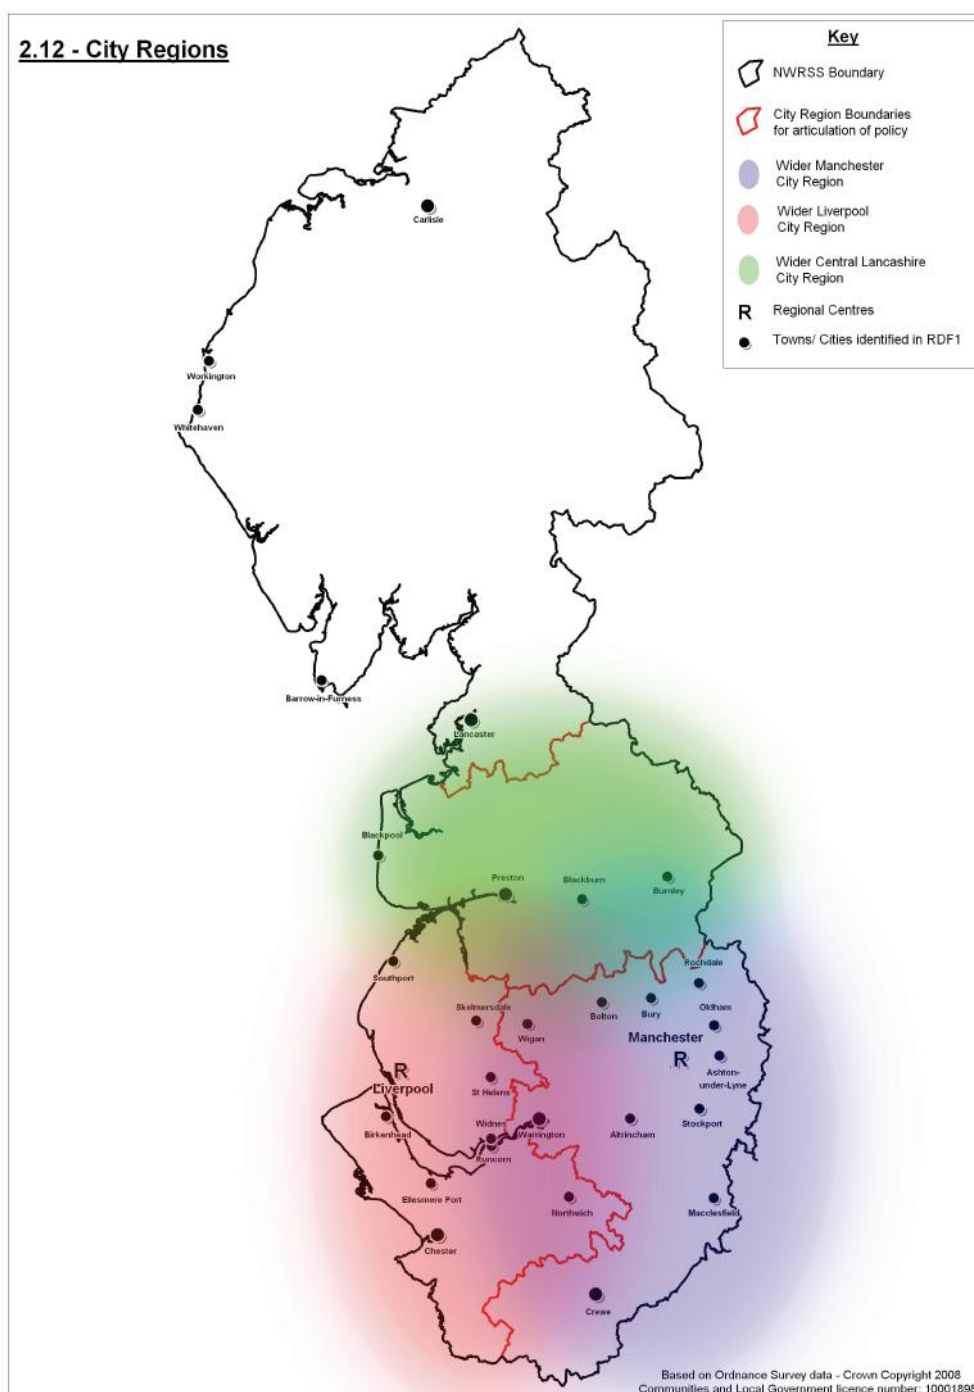 2.12 - City Regions
Key
NWRSS Boundary
City Region Boundaries
for articulation of policy
Wider Manchester
City Region
Wider Liverpool
City Region
Wider Central Lancashire
City Region
R
Regional Centres
Towns/ Cities identified in RDF1
Carlisle
Workington
Whitehaven
Barrow-in-Furness
Lancaster
Blackpool
Preston
Blackburn
Burnley
Southport
Rochdale
Skelmersdale
Wigan
Bolton
Bury
Oldham
Manchester
R
Ashton-
under-Lyne
R
Liverpool
St Helens
Birkenhead
Widnes
Runcorn
Warrington
Altrincham
Stockport
Ellesmere Port
Northwich
Macclesfield
Chester
Crewe
Based on Ordnance Survey data - Crown Copyright 2008
Communities and Local Government licence number: 10001898